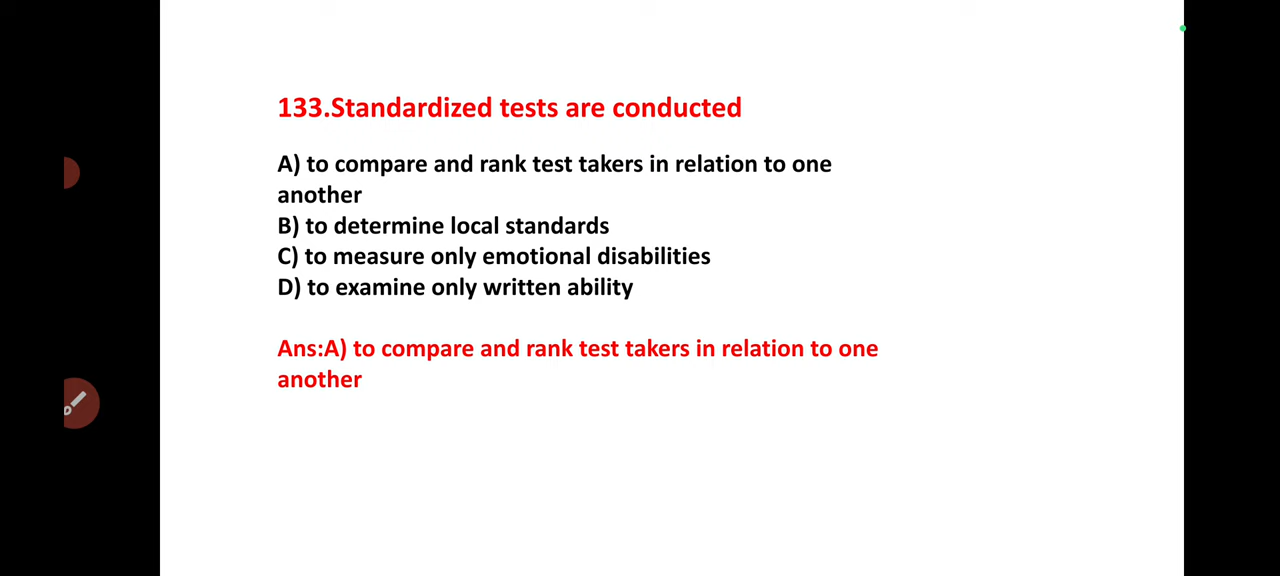 133.Standardized tests are conducted
A) to compare and rank test takers in relation to one
another
B) to determine local standards
C) to measure only emotional disabilities
D) to examine only written ability
Ans:A) to compare and rank test takers in relation to one
another